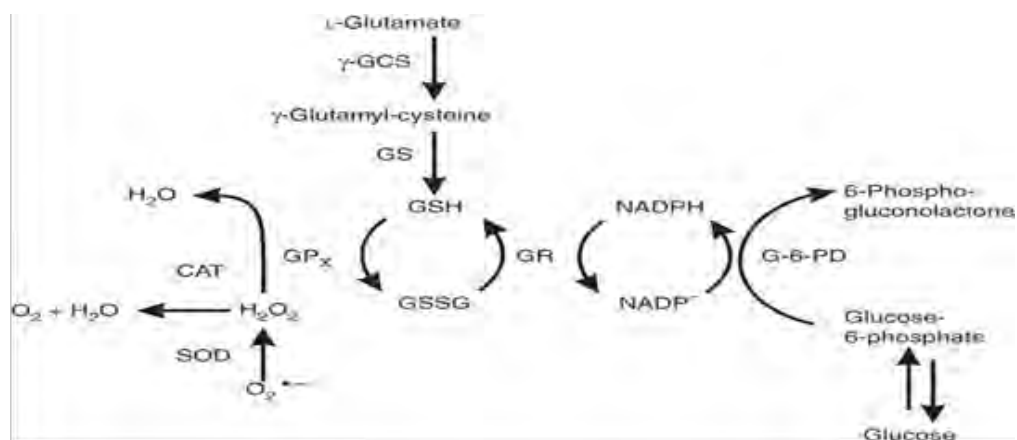 L-Glutamate
γ-GCS
γ-Glutamyl-cysteine
GS
H₂O
GSH
NADPH
6-Phospho-
gluconolactone
CAT
GPₓ
GR
G-6-PD
O₂ + H₂O
H₂O₂
GSSG
NADP⁻
Glucose-
6-phosphate
SOD
O₂•—
Glucose